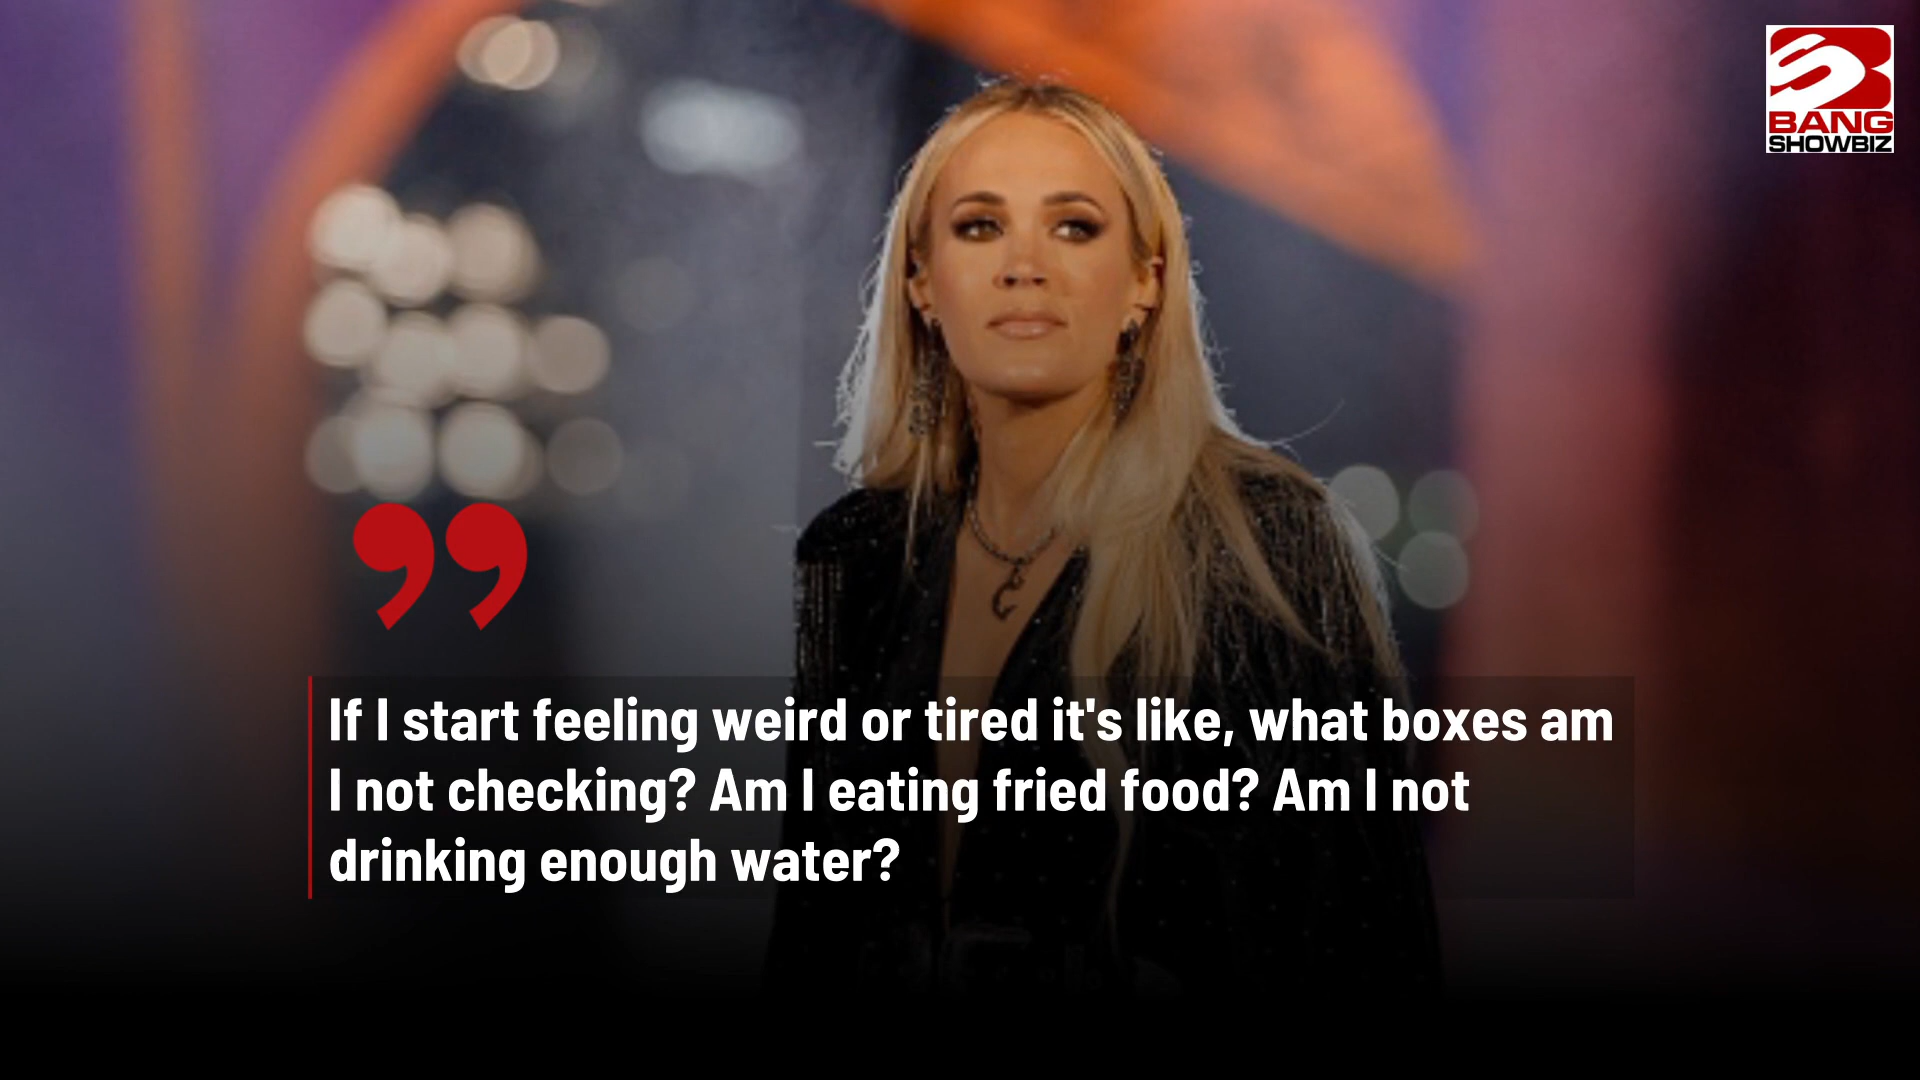 BANG
SHOWBIZ
If I start feeling weird or tired it's like, what boxes am
I not checking? Am I eating fried food? Am I not
drinking enough water?